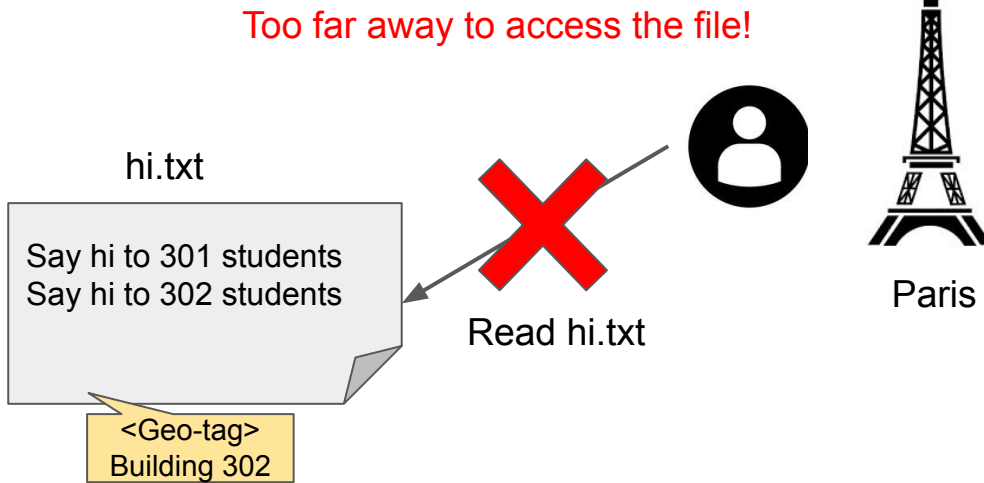 Too far away to access the file!
hi.txt
Say hi to 301 students
Say hi to 302 students
Read hi.txt
Paris
<Geo-tag>
Building 302